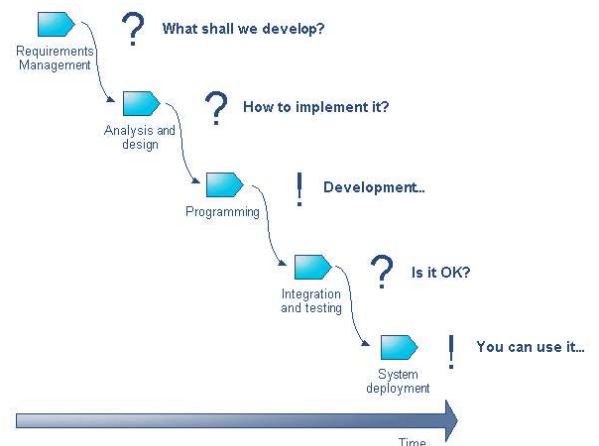 ? What shall we develop?
Requirements
Management
? How to implement it?
Analysis and
design
! Development...
Programming
? Is it OK?
Integration
and testing
! You can use it...
System
deployment
Time